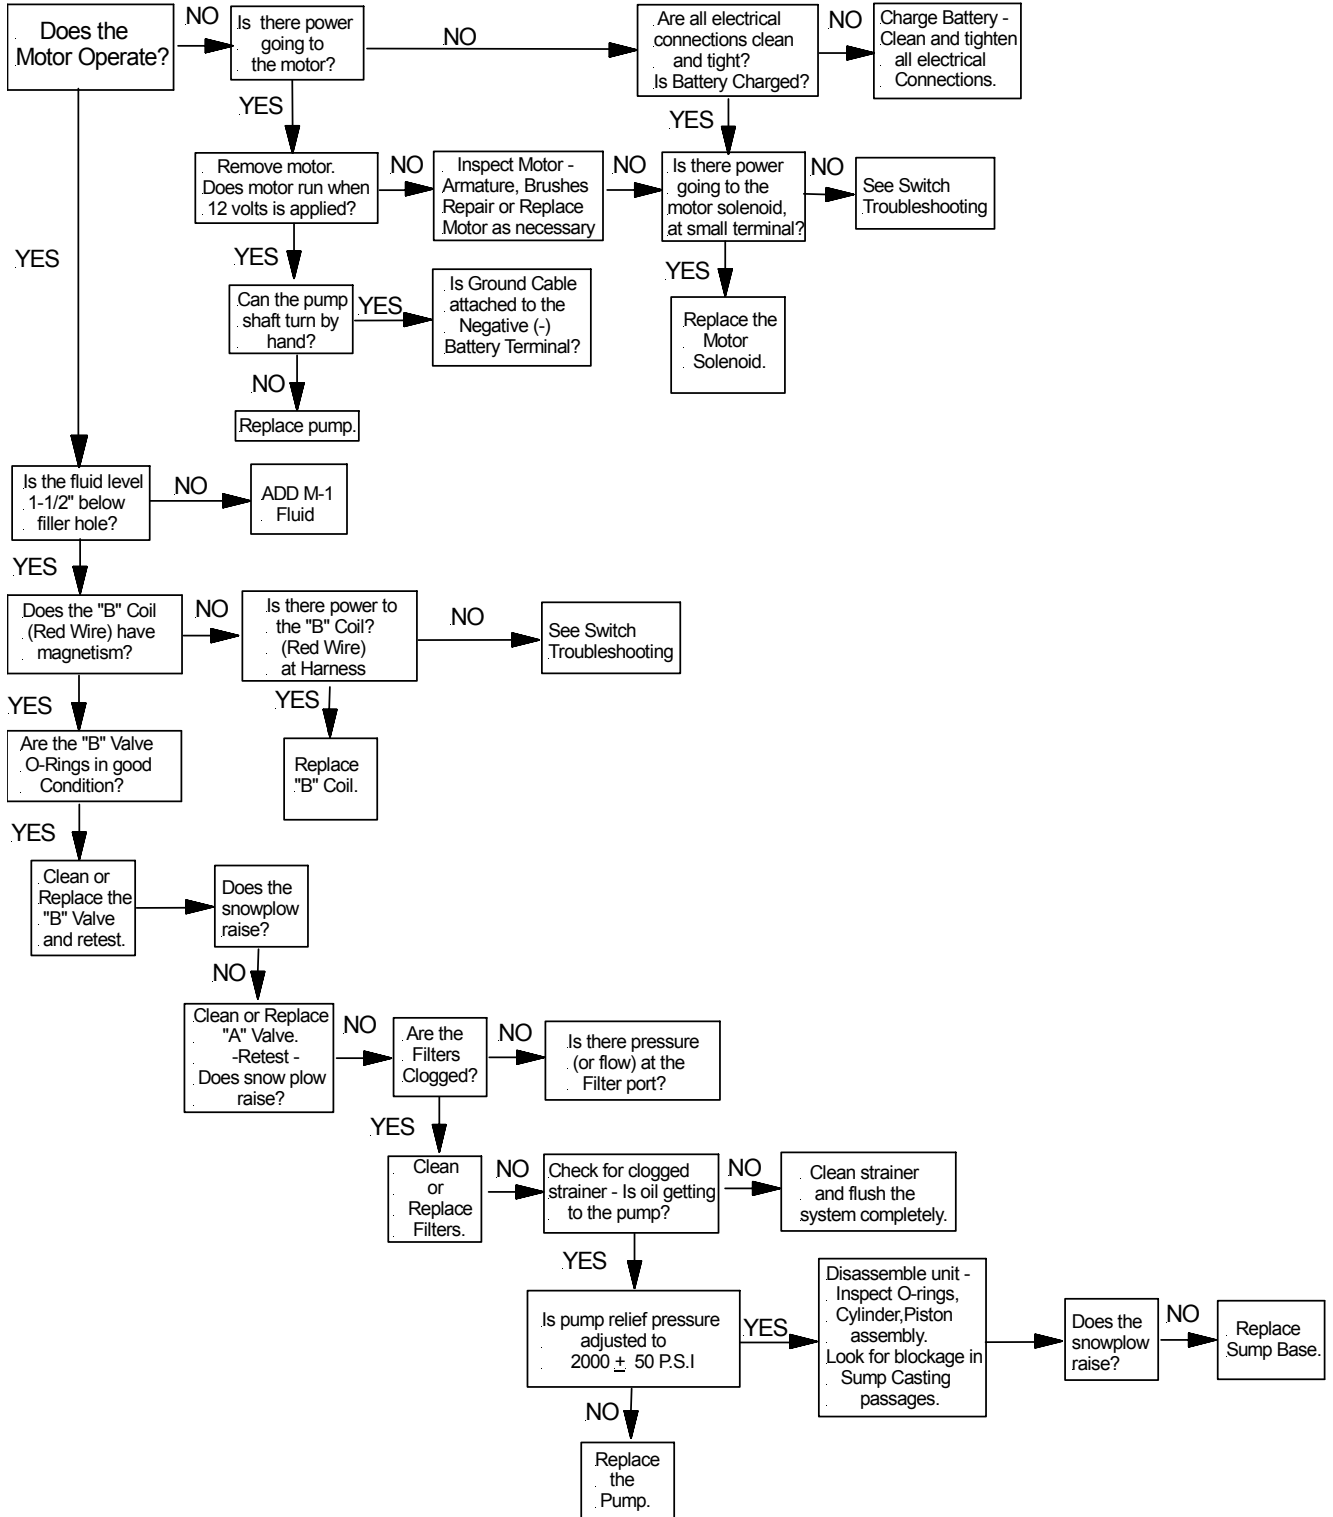 Does the
Motor Operate?
NO
Is there power
going to
the motor?
NO
Are all electrical
connections clean
and tight?
Is Battery Charged?
NO
Charge Battery -
Clean and tighten
all electrical
Connections.
YES
YES
Remove motor.
Does motor run when
12 volts is applied?
NO
Inspect Motor -
Armature, Brushes
Repair or Replace
Motor as necessary
NO
Is there power
going to the
motor solenoid,
at small terminal?
NO
See Switch
Troubleshooting
YES
YES
YES
Can the pump
shaft turn by
hand?
YES
Is Ground Cable
attached to the
Negative (-)
Battery Terminal?
Replace the
Motor
Solenoid.
NO
Replace pump.
Is the fluid level
1-1/2" below
filler hole?
NO
ADD M-1
Fluid
YES
Does the "B" Coil
(Red Wire) have
magnetism?
NO
Is there power to
the "B" Coil?
(Red Wire)
at Harness
NO
See Switch
Troubleshooting
YES
YES
Are the "B" Valve
O-Rings in good
Condition?
Replace
"B" Coil.
YES
Clean or
Replace the
"B" Valve
and retest.
Does the
snowplow
raise?
NO
Clean or Replace
"A" Valve.
-Retest -
Does snow plow
raise?
NO
Are the
Filters
Clogged?
NO
Is there pressure
(or flow) at the
Filter port?
YES
Clean
or
Replace
Filters.
NO
Check for clogged
strainer - Is oil getting
to the pump?
NO
Clean strainer
and flush the
system completely.
YES
Is pump relief pressure
adjusted to
2000 ± 50 P.S.I
YES
Disassemble unit -
Inspect O-rings,
Cylinder,Piston
assembly.
Look for blockage in
Sump Casting
passages.
Does the
snowplow
raise?
NO
Replace
Sump Base.
NO
Replace
the
Pump.